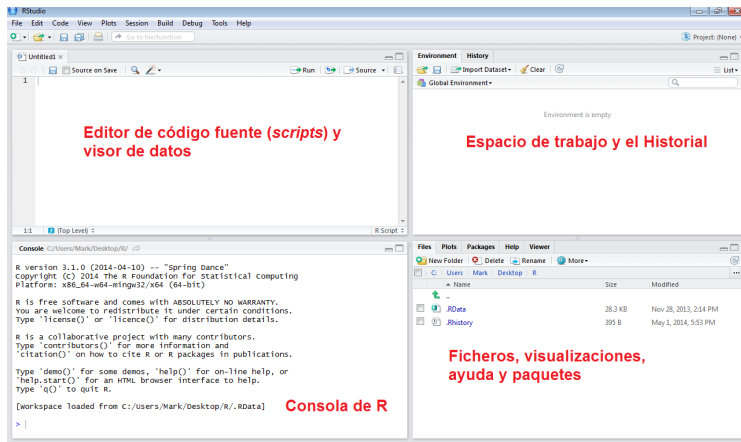 RStudio
File Edit Code View Plots Session Build Debug Tools Help
Go to file/function
Project: (None)
Untitled1
Source on Save
Run
Source
1
Editor de código fuente (scripts) y
visor de datos
1:1 (Top Level) R Script
Environment History
Import Dataset Clear
List
Global Environment
Environment is empty
Espacio de trabajo y el Historial
Console C:/Users/Mark/Desktop/R/
R version 3.1.0 (2014-04-10) -- "Spring Dance"
Copyright (C) 2014 The R Foundation for Statistical Computing
Platform: x86_64-w64-mingw32/x64 (64-bit)
R is free software and comes with ABSOLUTELY NO WARRANTY.
You are welcome to redistribute it under certain conditions.
Type 'license()' or 'licence()' for distribution details.
R is a collaborative project with many contributors.
Type 'contributors()' for more information and
'citation()' on how to cite R or R packages in publications.
Type 'demo()' for some demos, 'help()' for on-line help, or
'help.start()' for an HTML browser interface to help.
Type 'q()' to quit R.
[Workspace loaded from C:/Users/Mark/Desktop/R/.RData]
>
Consola de R
Files Plots Packages Help Viewer
New Folder Delete Rename More
C: Users Mark Desktop R
Name Size Modified
..
.RData 28.3 KB Nov 28, 2013, 2:14 PM
.Rhistory 395 B May 1, 2014, 5:53 PM
Ficheros, visualizaciones,
ayuda y paquetes